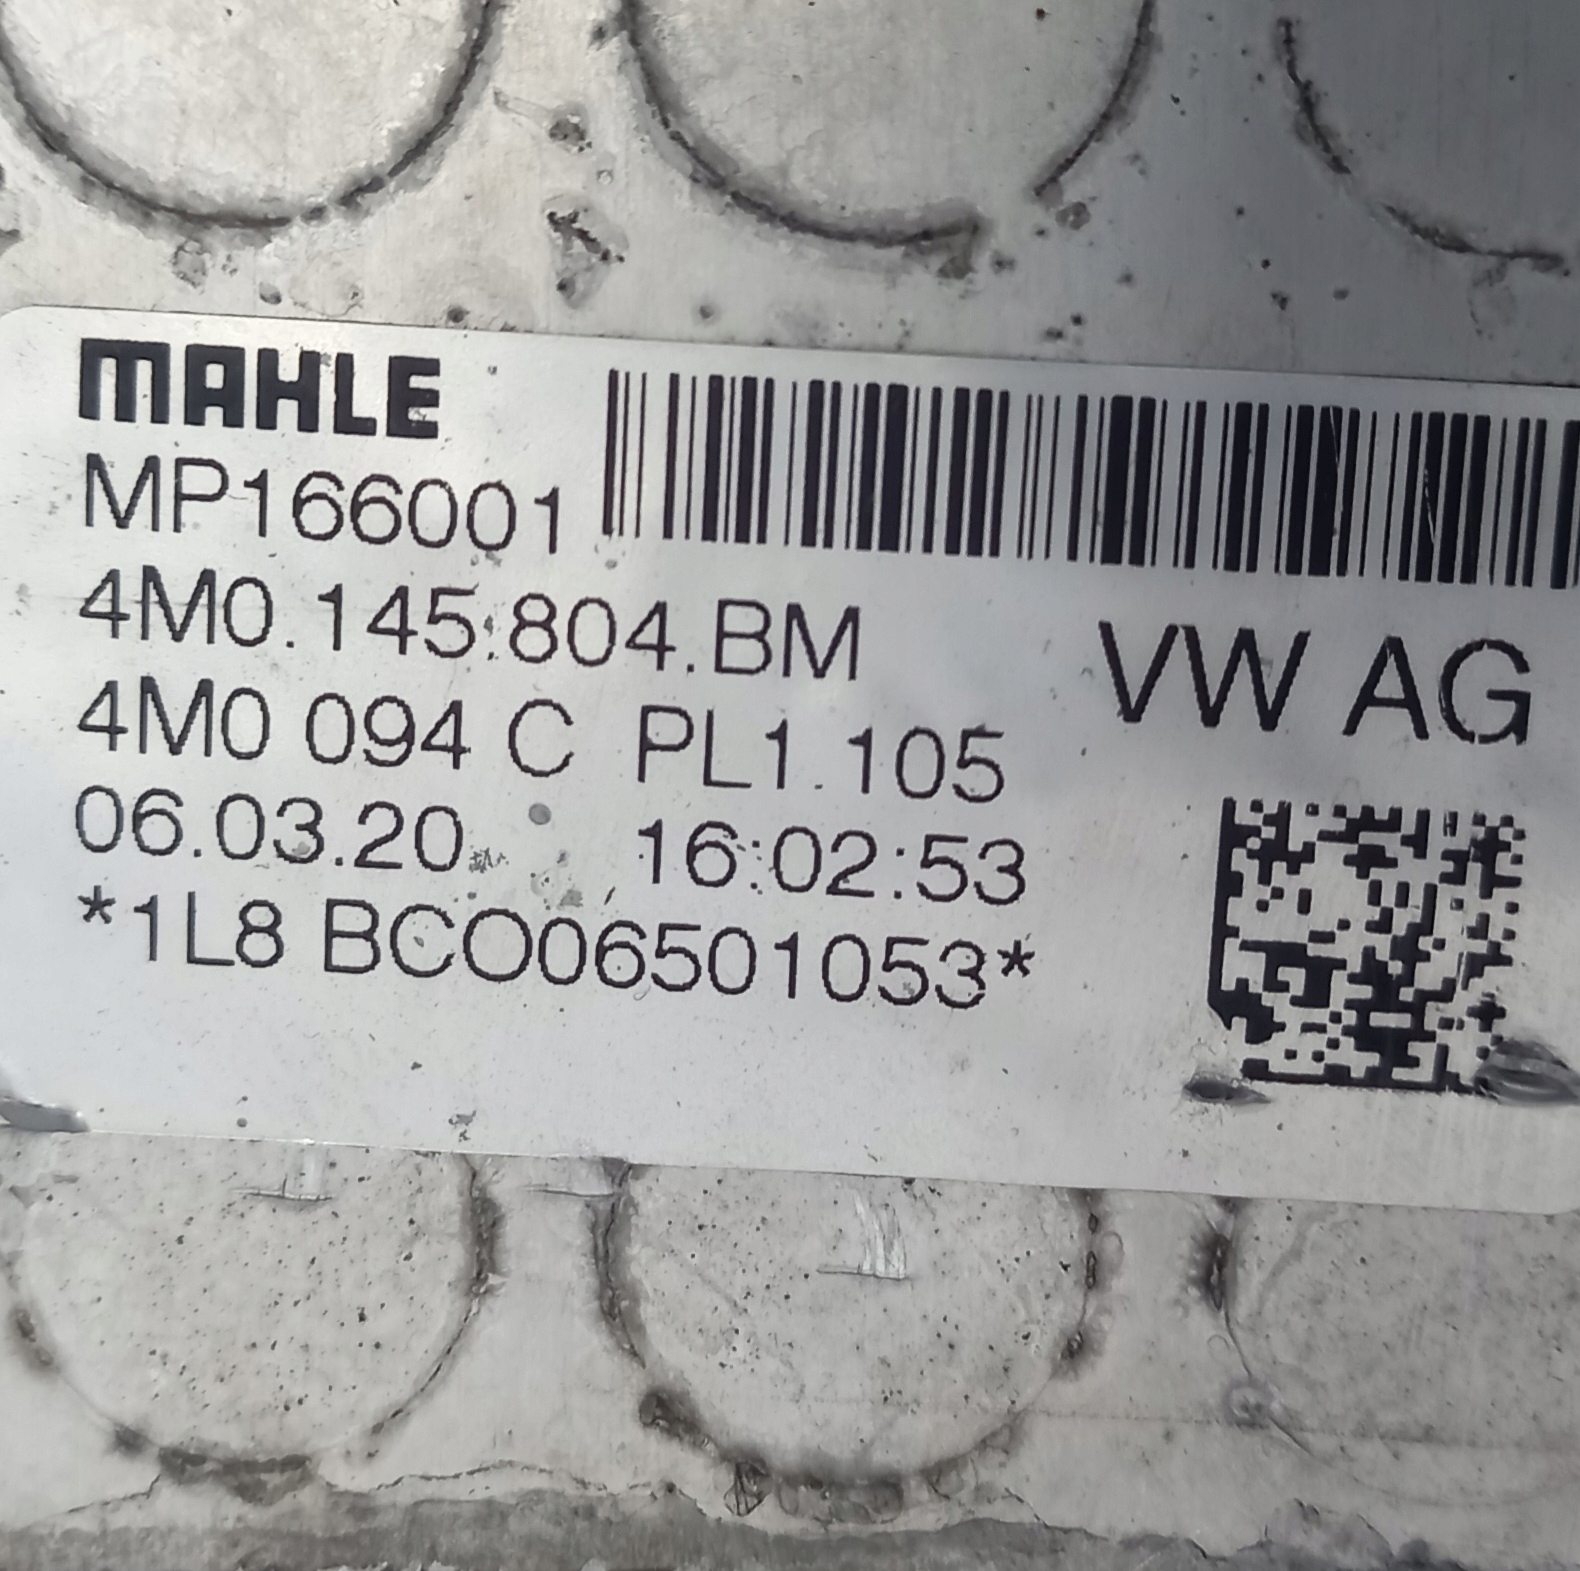 MAHLE
MP166001
4M0.145.804.BM
VW AG
4M0 094 C PL1.105
06.03.20 16:02:53
*1L8 BCO06501053*